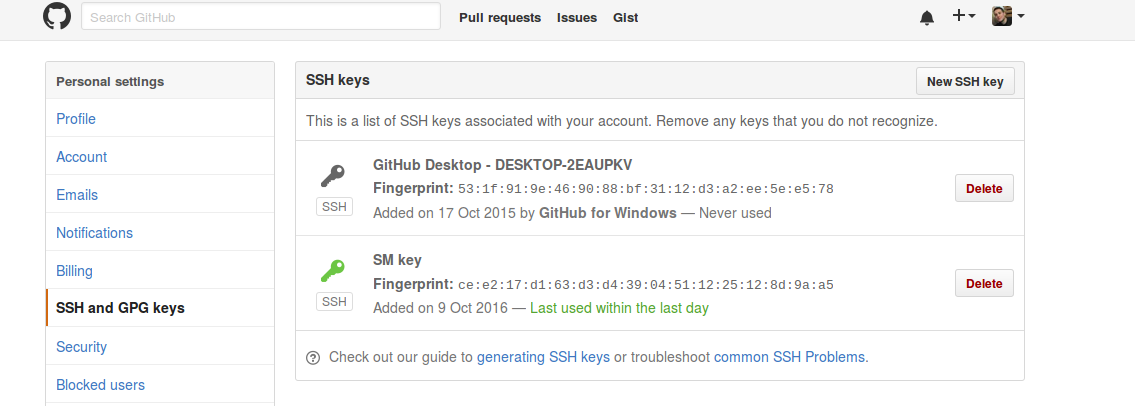 Search GitHub Pull requests Issues Gist
Personal settings
Profile
Account
Emails
Notifications
Billing
SSH and GPG keys
Security
Blocked users
SSH keys New SSH key
This is a list of SSH keys associated with your account. Remove any keys that you do not recognize.
SSH
GitHub Desktop - DESKTOP-2EAUPKV
Fingerprint: 53:1f:91:9e:46:90:88:bf:31:12:d3:a2:ee:5e:e5:78
Added on 17 Oct 2015 by GitHub for Windows — Never used
Delete
SSH
SM key
Fingerprint: ce:e2:17:d1:63:d3:d4:39:04:51:12:25:12:8d:9a:a5
Added on 9 Oct 2016 — Last used within the last day
Delete
Check out our guide to generating SSH keys or troubleshoot common SSH Problems.